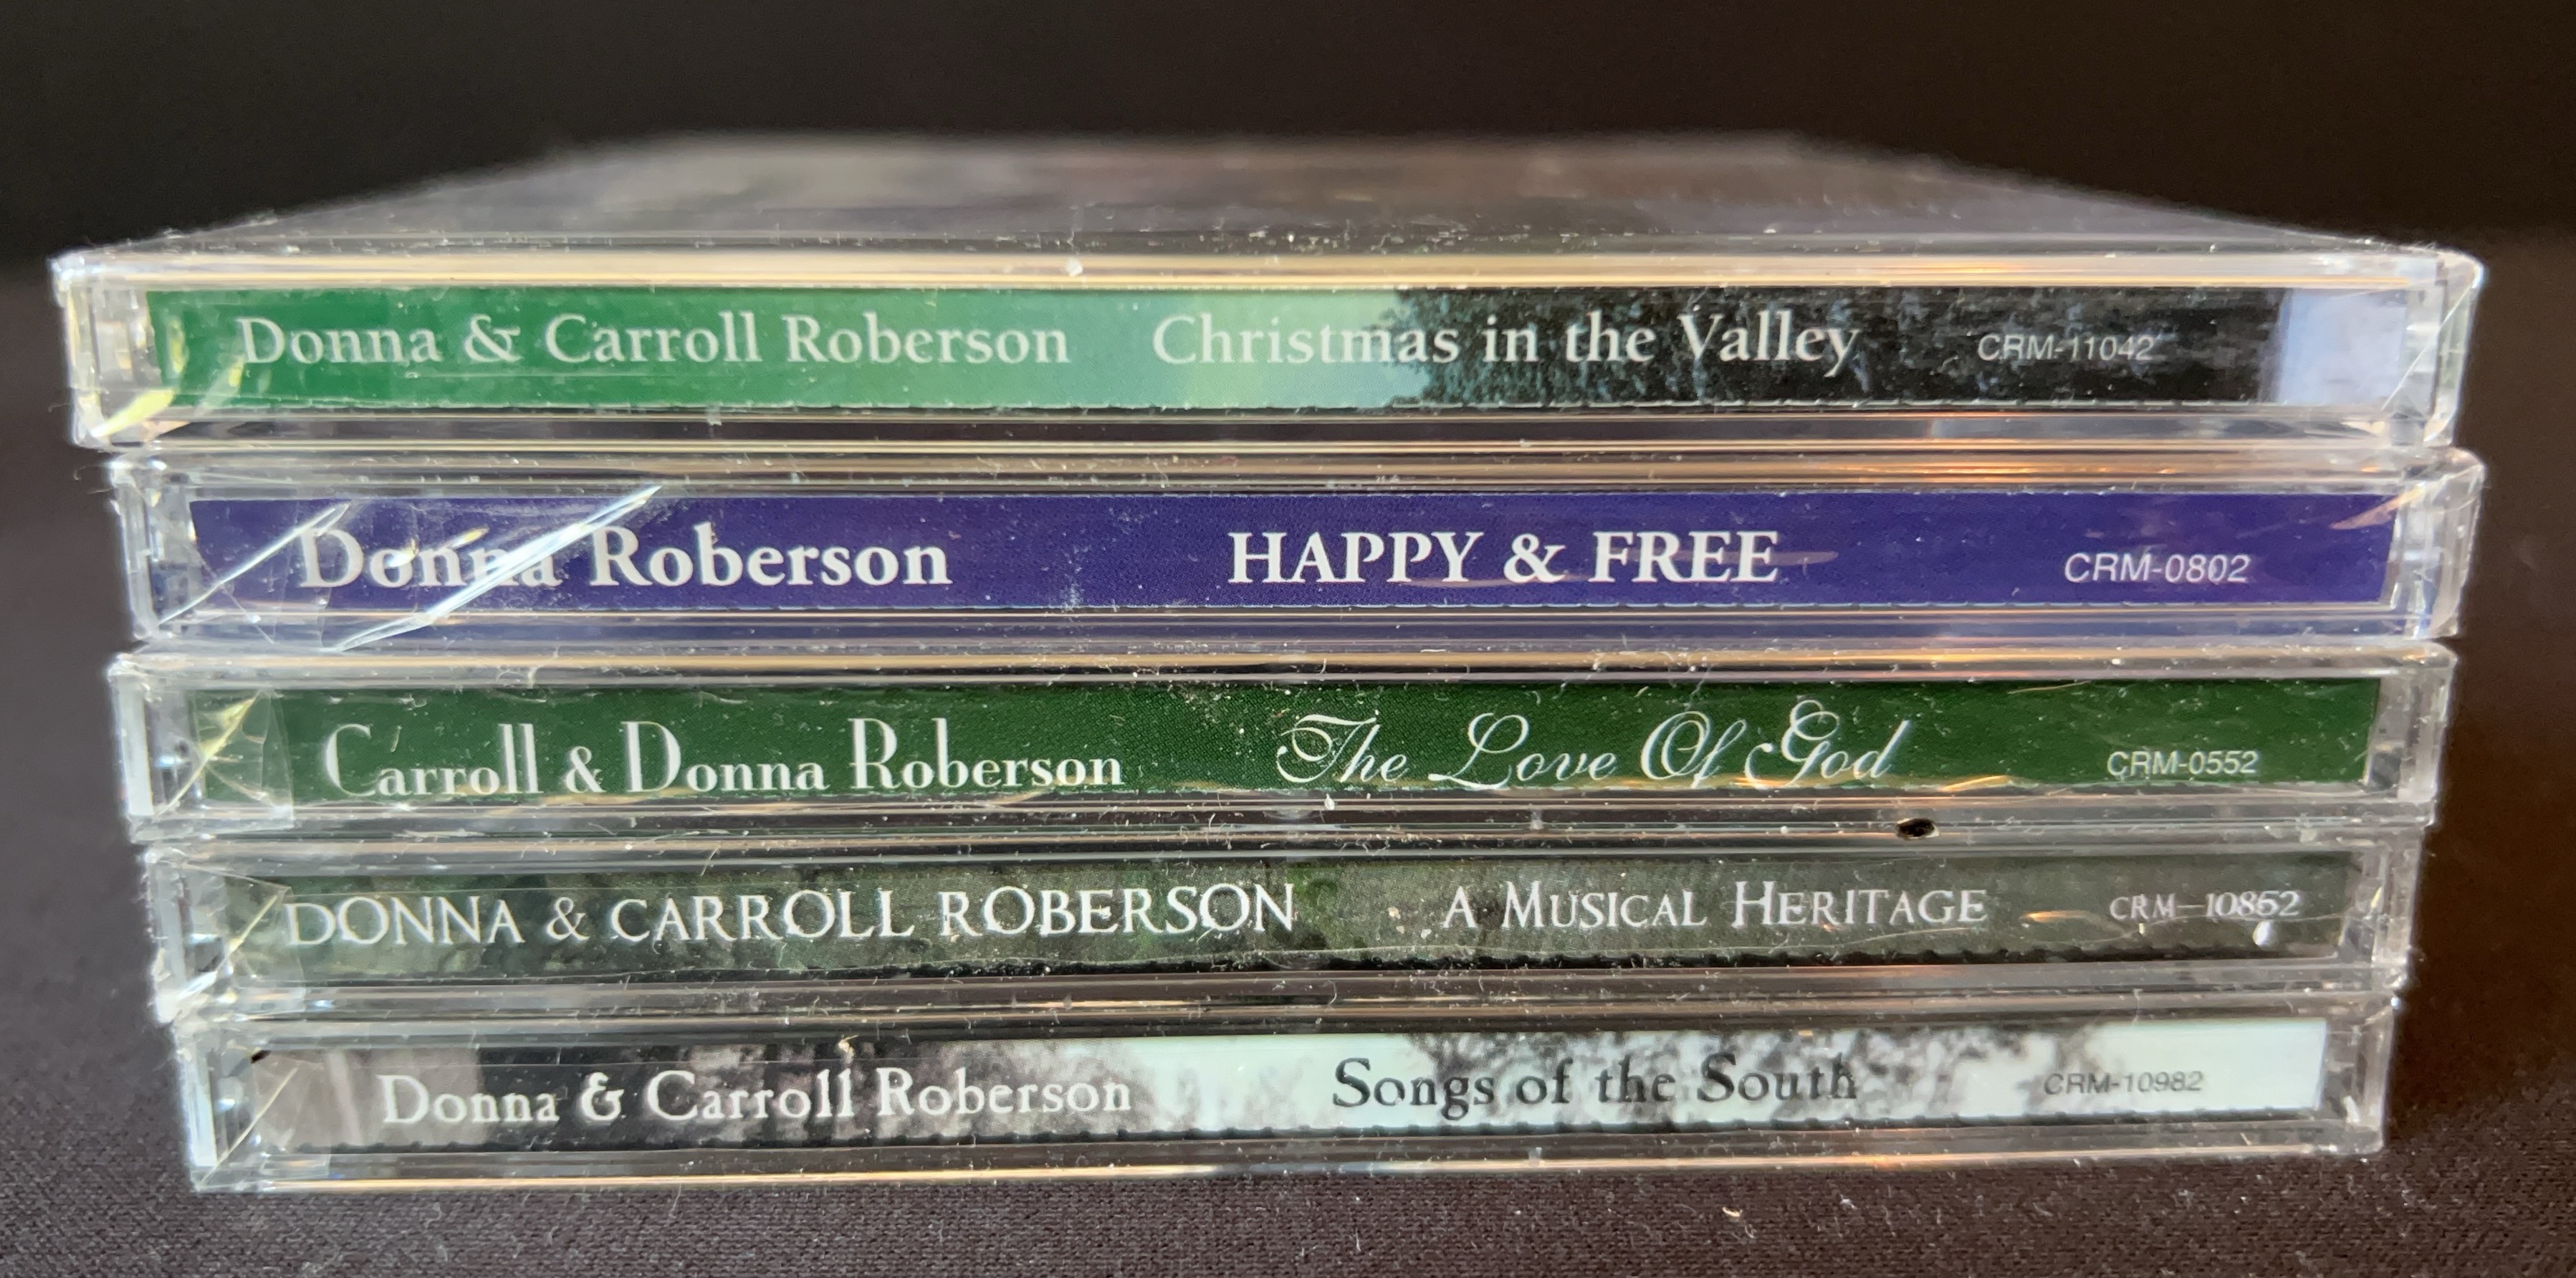 Donna & Carroll Roberson Christmas in the Valley CRM-11042
Donna Roberson HAPPY & FREE CRM-0802
Carroll & Donna Roberson The Love Of God CRM-0552
DONNA & CARROLL ROBERSON A MUSICAL HERITAGE CRM-10852
Donna & Carroll Roberson Songs of the South CRM-10982